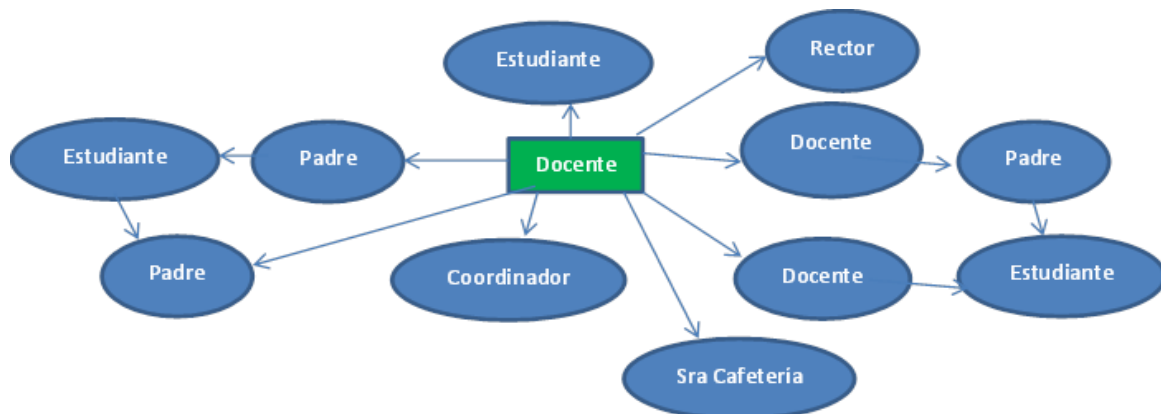 Rector
Estudiante
Docente
Estudiante
Padre
Docente
Padre
Padre
Coordinador
Docente
Estudiante
Sra Cafeteria